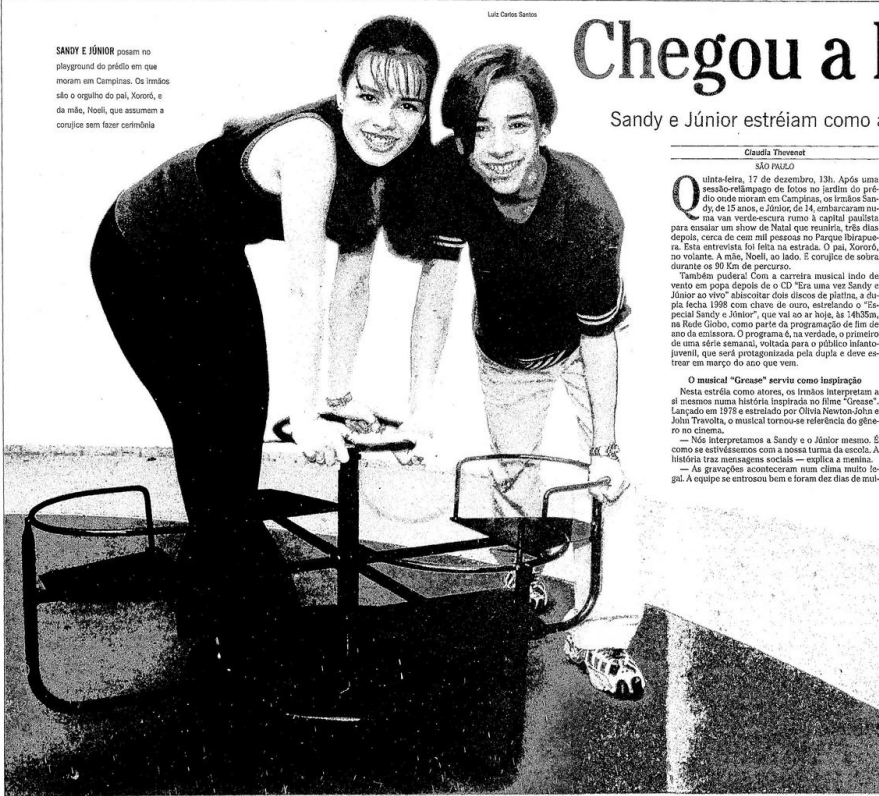 Luiz Carlos Santos
SANDY E JÚNIOR posam no
playground do prédio em que
moram em Campinas. Os irmãos
são o orgulho do pai, Xororó, e
da mãe, Noeli, que assumem a
corujice sem fazer cerimônia
Chegou a
Sandy e Júnior estréiam como a
Claudia Thevenet
SÃO PAULO
Quinta-feira, 17 de dezembro, 13h. Após uma
sessão-relâmpago de fotos no jardim do pré-
dio onde moram em Campinas, os irmãos San-
dy, de 15 anos, e Júnior, de 14, embarcaram nu-
ma van verde-escura rumo à capital paulista
para ensaiar um show de Natal que reuniria, três dias
depois, cerca de cem mil pessoas no Parque Ibirapue-
ra. Esta entrevista foi feita na estrada. O pai, Xororó,
no volante. A mãe, Noeli, ao lado. E corujice de sobra
durante os 90 Km de percurso.
Também pudera! Com a carreira musical indo de
vento em popa depois de o CD "Era uma vez Sandy e
Júnior ao vivo" abiscoitar dois discos de platina, a du-
pla fecha 1998 com chave de ouro, estrelando o "Es-
pecial Sandy e Júnior", que vai ao ar hoje, às 14h35m,
na Rede Globo, como parte da programação de fim de
ano da emissora. O programa é, na verdade, o primeiro
de uma série semanal, voltada para o público infanto-
juvenil, que será protagonizada pela dupla e deve es-
trear em março do ano que vem.
O musical "Grease" serviu como inspiração
Nesta estréia como atores, os irmãos interpretam a
si mesmos numa história inspirada no filme "Grease".
Lançado em 1978 e estrelado por Olivia Newton-John e
John Travolta, o musical tornou-se referência do gêne-
ro no cinema.
— Nós interpretamos a Sandy e o Júnior mesmo. É
como se estivéssemos com a nossa turma da escola. A
história traz mensagens sociais — explica a menina.
— As gravações aconteceram num clima muito le-
gal. A equipe se entrosou bem e foram dez dias de mui-